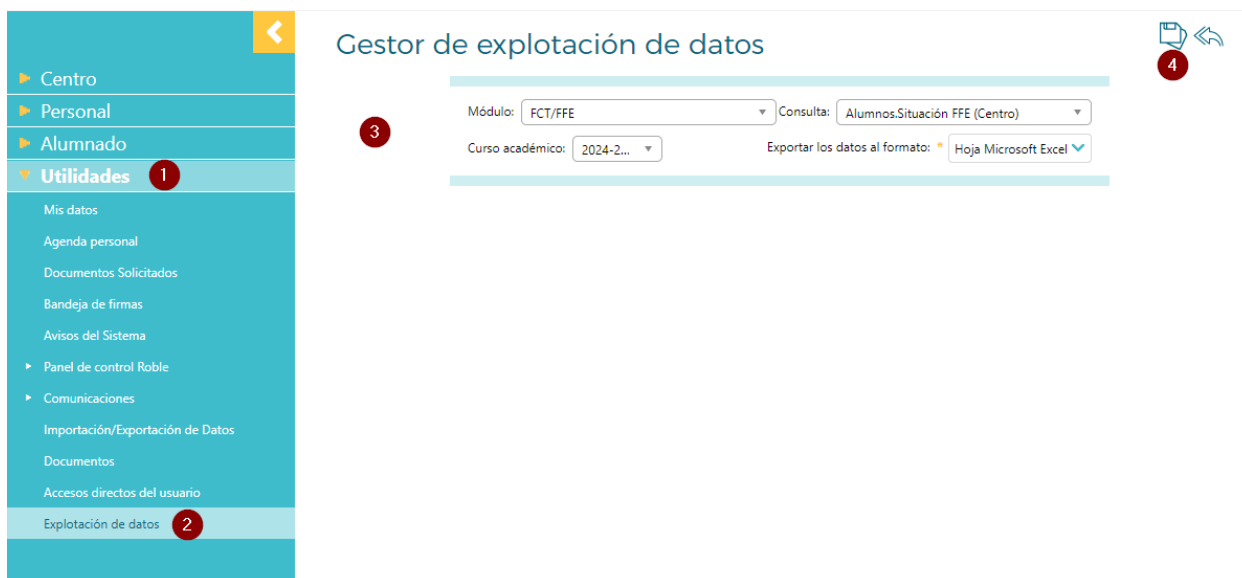 Gestor de explotación de datos
4
Centro
Personal
Alumnado
Utilidades 1
Mis datos
Agenda personal
Documentos Solicitados
Bandeja de firmas
Avisos del Sistema
Panel de control Roble
Comunicaciones
Importación/Exportación de Datos
Documentos
Accesos directos del usuario
Explotación de datos 2
3
Módulo: FCT/FFE Consulta: Alumnos.Situación FFE (Centro)
Curso académico: 2024-2... Exportar los datos al formato: * Hoja Microsoft Excel